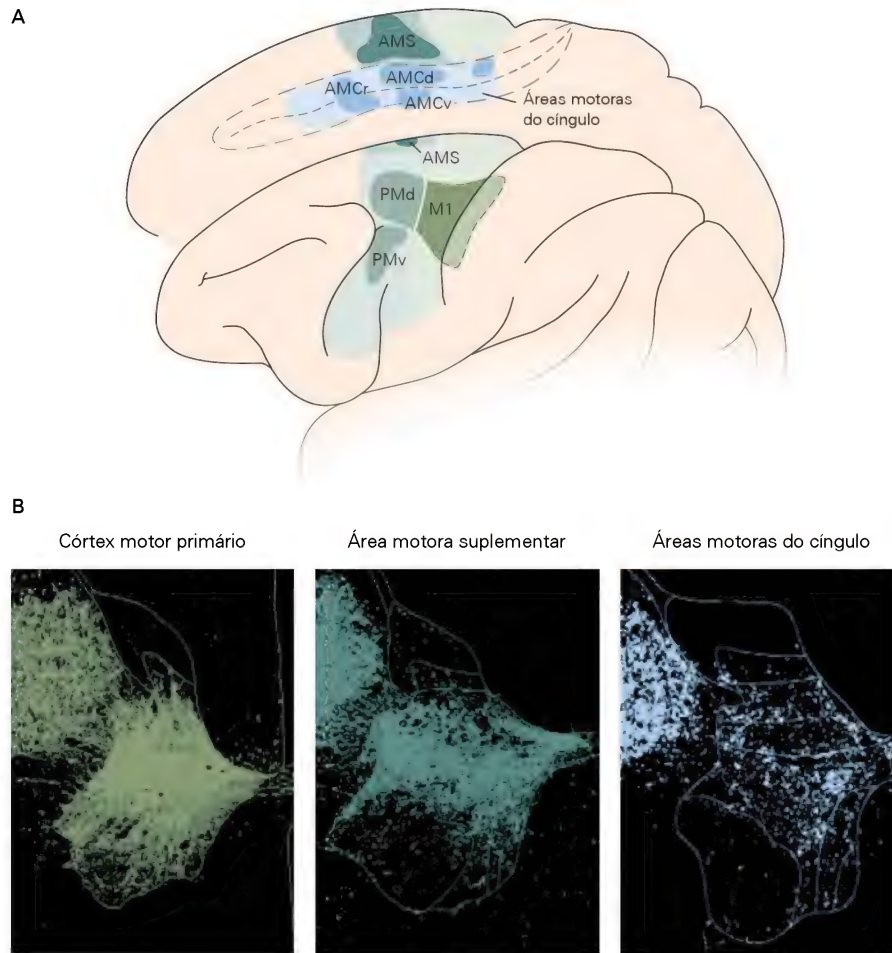 A
AMS
AMCd
AMCr
AMCv
Áreas motoras
do cíngulo
AMS
PMd
M1
PMv
B
Córtex motor primário
Área motora suplementar
Áreas motoras do cíngulo